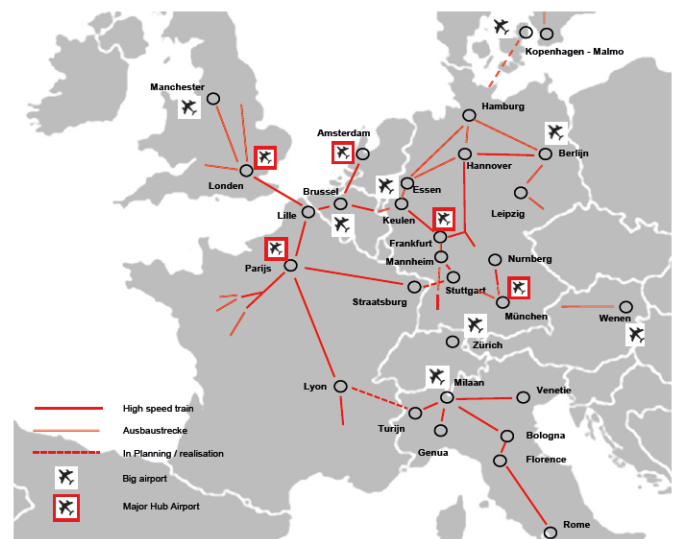 Kopenhagen - Malmo
Manchester
Hamburg
Amsterdam
Berlijn
Hannover
Londen
Brussel
Essen
Leipzig
Lille
Keulen
Frankfurt
Parijs
Mannheim
Nurnberg
Straatsburg
Stuttgart
München
Wenen
Zürich
Lyon
Milaan
Venetie
High speed train
Turijn
Ausbaustrecke
Bologna
Genua
In Planning / realisation
Florence
Big airport
Major Hub Airport
Rome